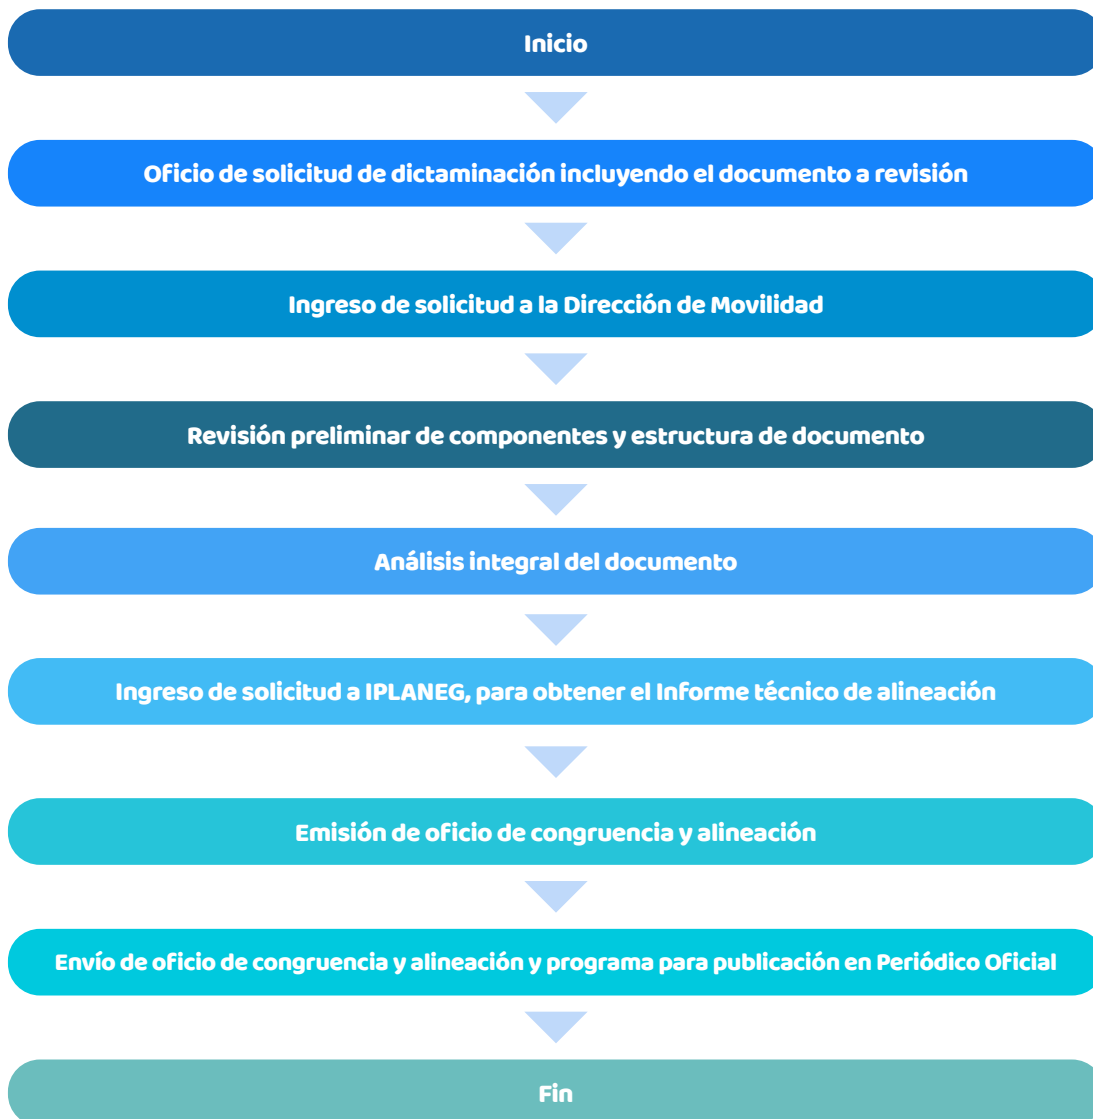 Inicio
Oficio de solicitud de dictaminación incluyendo el documento a revisión
Ingreso de solicitud a la Dirección de Movilidad
Revisión preliminar de componentes y estructura de documento
Análisis integral del documento
Ingreso de solicitud a IPLANEG, para obtener el Informe técnico de alineación
Emisión de oficio de congruencia y alineación
Envío de oficio de congruencia y alineación y programa para publicación en Periódico Oficial
Fin